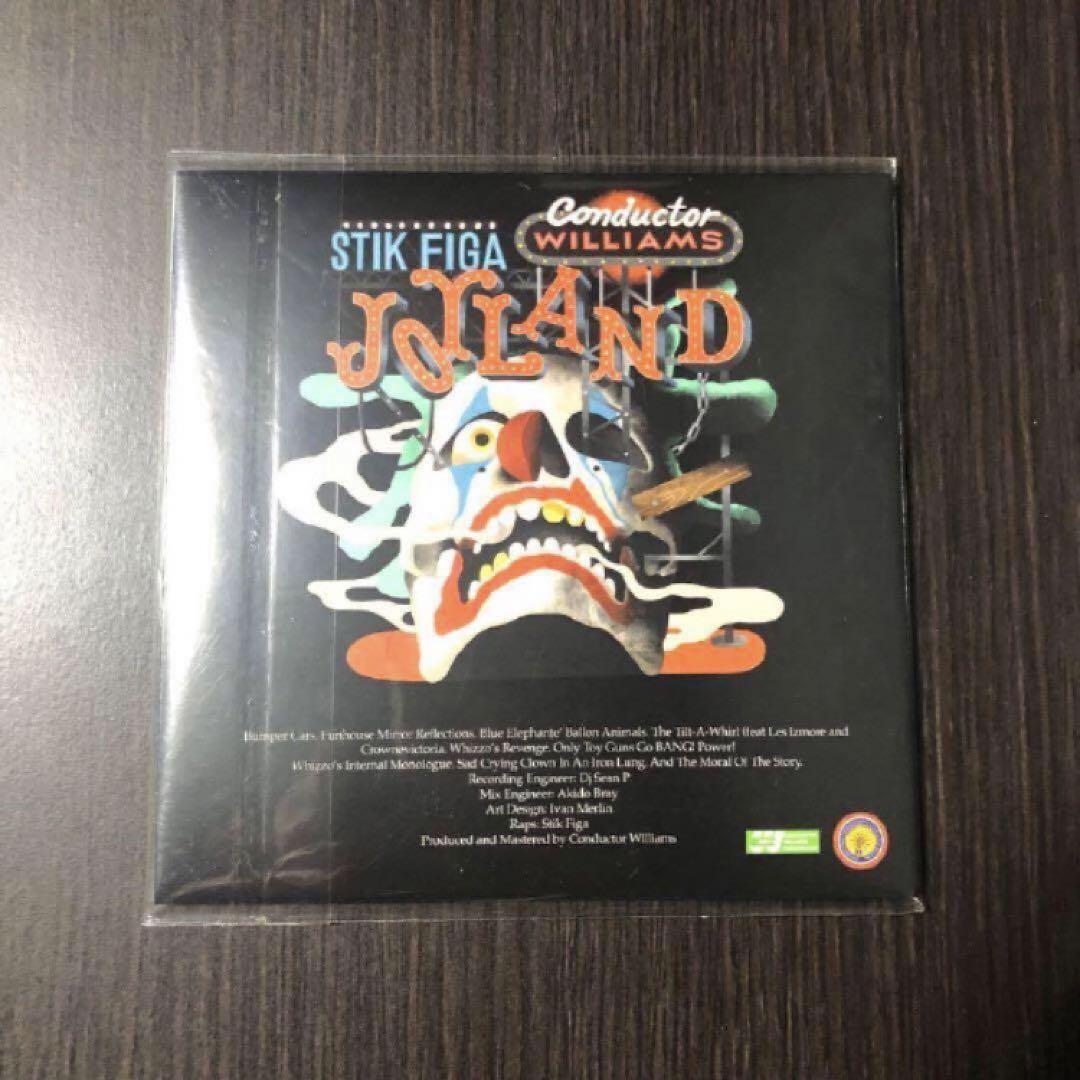 Conductor
WILLIAMS
STIK FIGA
JOYLAND
Bumper Cars. Funhouse Mirror Reflections. Blue Elephante' Ballon Animals. The Tilt-A-Whirl feat Les Izmore and
Crownevictoria. Whizzo's Revenge. Only Toy Guns Go BANG! Power!
Whizzo's Internal Monologue. Sad Crying Clown In An Iron Lung. And The Moral Of The Story.
Recording Engineer: Dj Sean P
Mix Engineer: Akido Bray
Art Design: Ivan Merlin
Raps: Stik Figa
Produced and Mastered by Conductor Williams